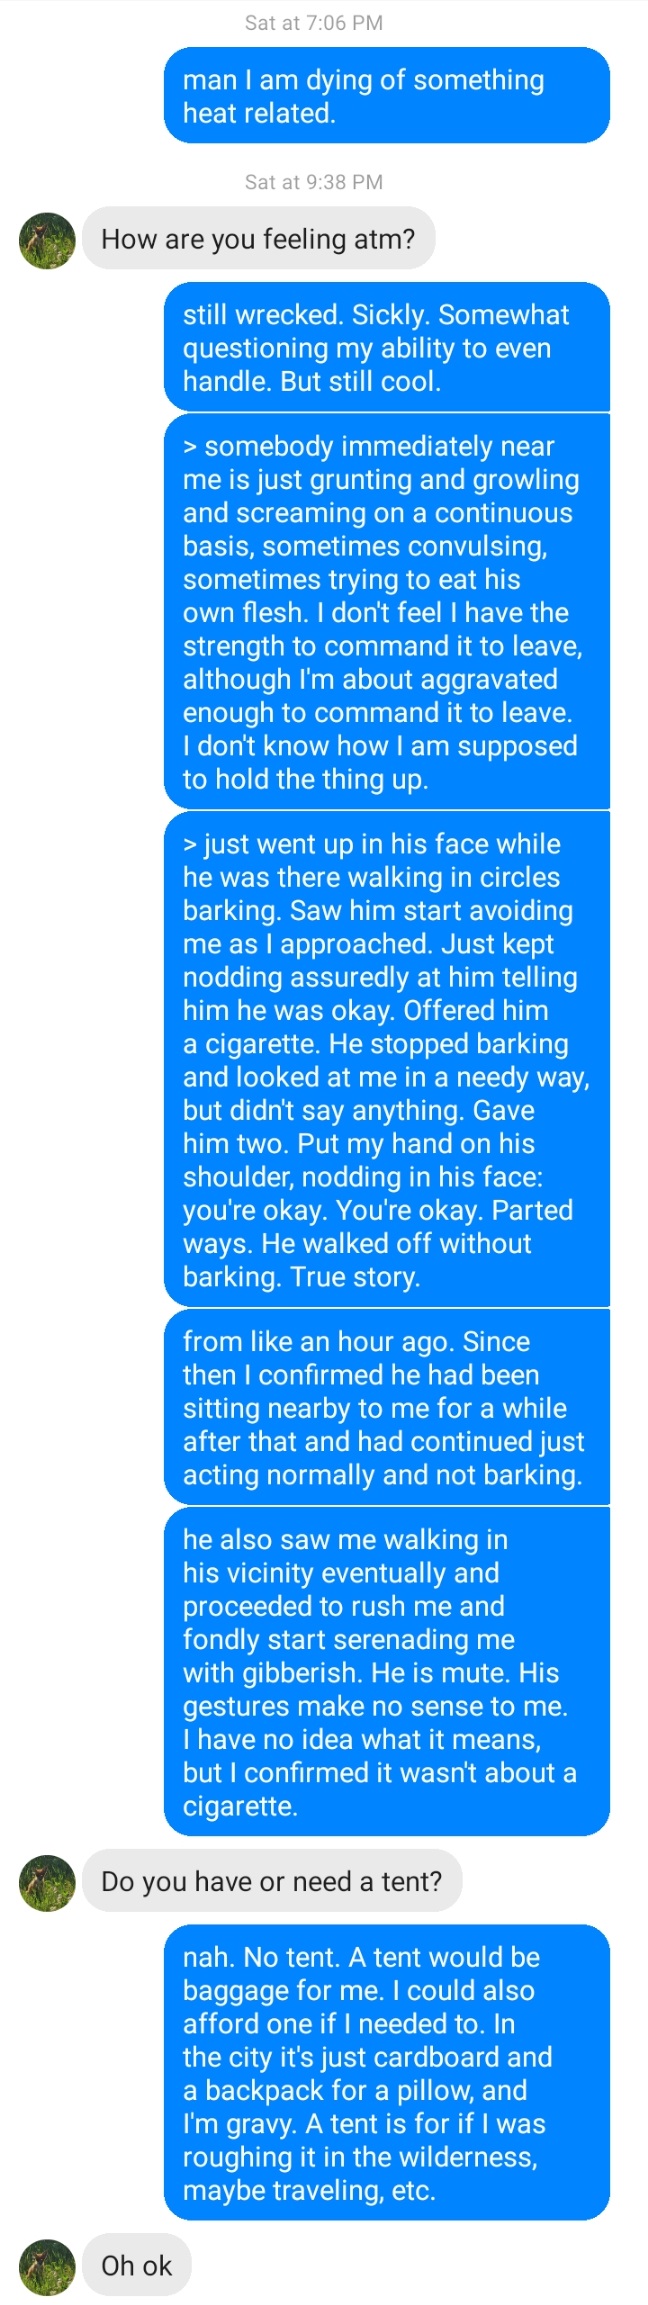 Sat at 7:06 PM
man I am dying of something
heat related.
Sat at 9:38 PM
How are you feeling atm?
still wrecked. Sickly. Somewhat
questioning my ability to even
handle. But still cool.
> somebody immediately near
me is just grunting and growling
and screaming on a continuous
basis, sometimes convulsing,
sometimes trying to eat his
own flesh. I don't feel I have the
strength to command it to leave,
although I'm about aggravated
enough to command it to leave.
I don't know how I am supposed
to hold the thing up.
> just went up in his face while
he was there walking in circles
barking. Saw him start avoiding
me as I approached. Just kept
nodding assuredly at him telling
him he was okay. Offered him
a cigarette. He stopped barking
and looked at me in a needy way,
but didn't say anything. Gave
him two. Put my hand on his
shoulder, nodding in his face:
you're okay. You're okay. Parted
ways. He walked off without
barking. True story.
from like an hour ago. Since
then I confirmed he had been
sitting nearby to me for a while
after that and had continued just
acting normally and not barking.
he also saw me walking in
his vicinity eventually and
proceeded to rush me and
fondly start serenading me
with gibberish. He is mute. His
gestures make no sense to me.
I have no idea what it means,
but I confirmed it wasn't about a
cigarette.
Do you have or need a tent?
nah. No tent. A tent would be
baggage for me. I could also
afford one if I needed to. In
the city it's just cardboard and
a backpack for a pillow, and
I'm gravy. A tent is for if I was
roughing it in the wilderness,
maybe traveling, etc.
Oh ok